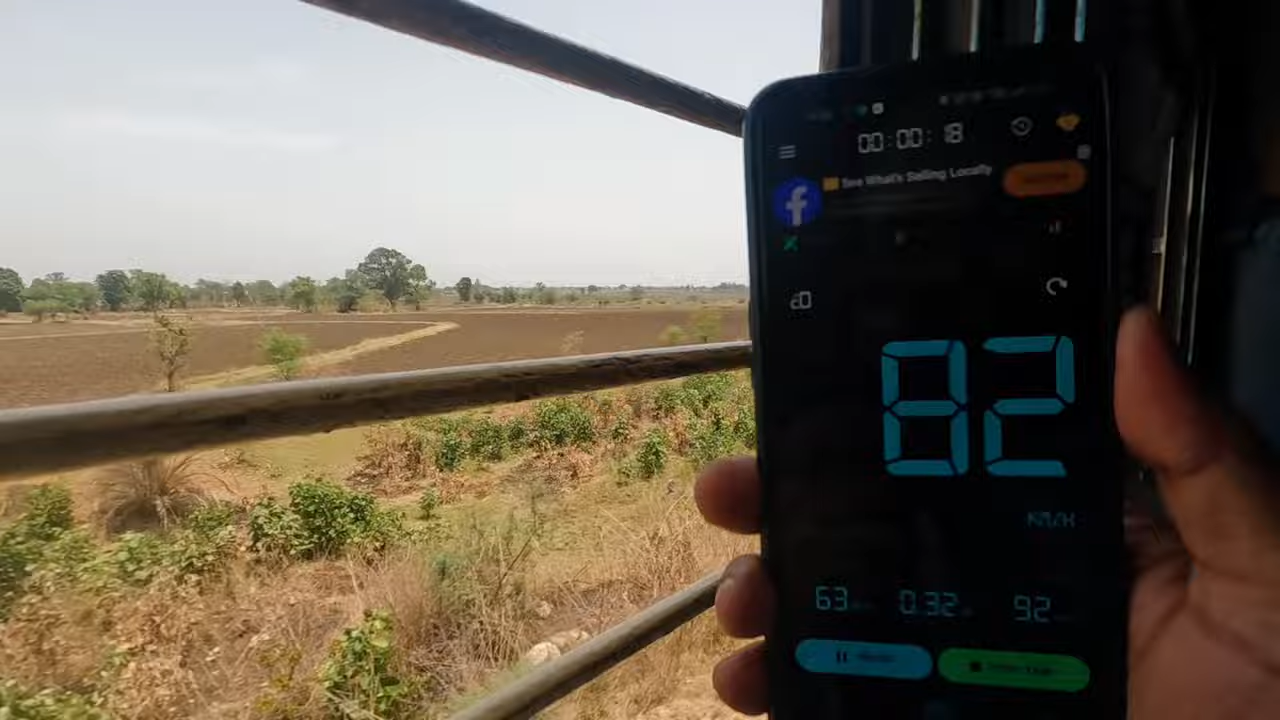 00:00:18
See What's Selling Locally
f
82
KM/H
63 0.32 92